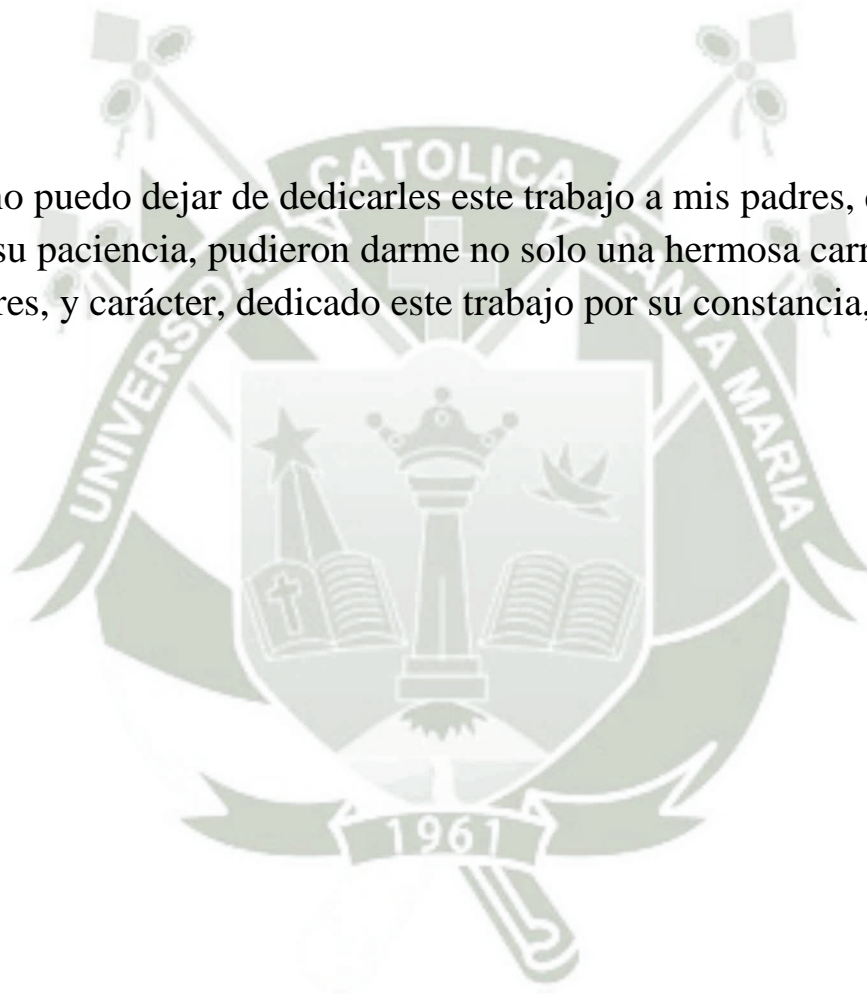 no puedo dejar de dedicarles este trabajo a mis padres,
su paciencia, pudieron darme no solo una hermosa
res, y carácter, dedicado este trabajo por su constancia,
UNIVERSIDAD CATOLICA SANTA MARIA
1961